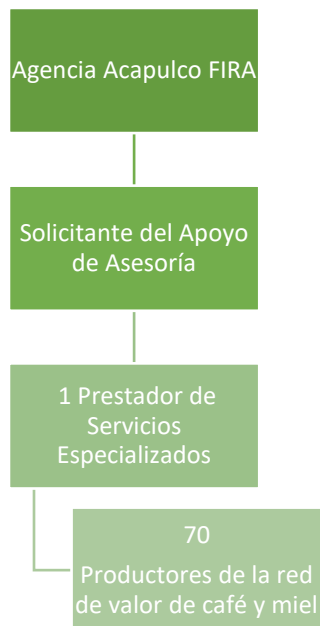 Agencia Acapulco FIRA
Solicitante del Apoyo
de Asesoría
1 Prestador de
Servicios
Especializados
70
Productores de la red
de valor de café y miel